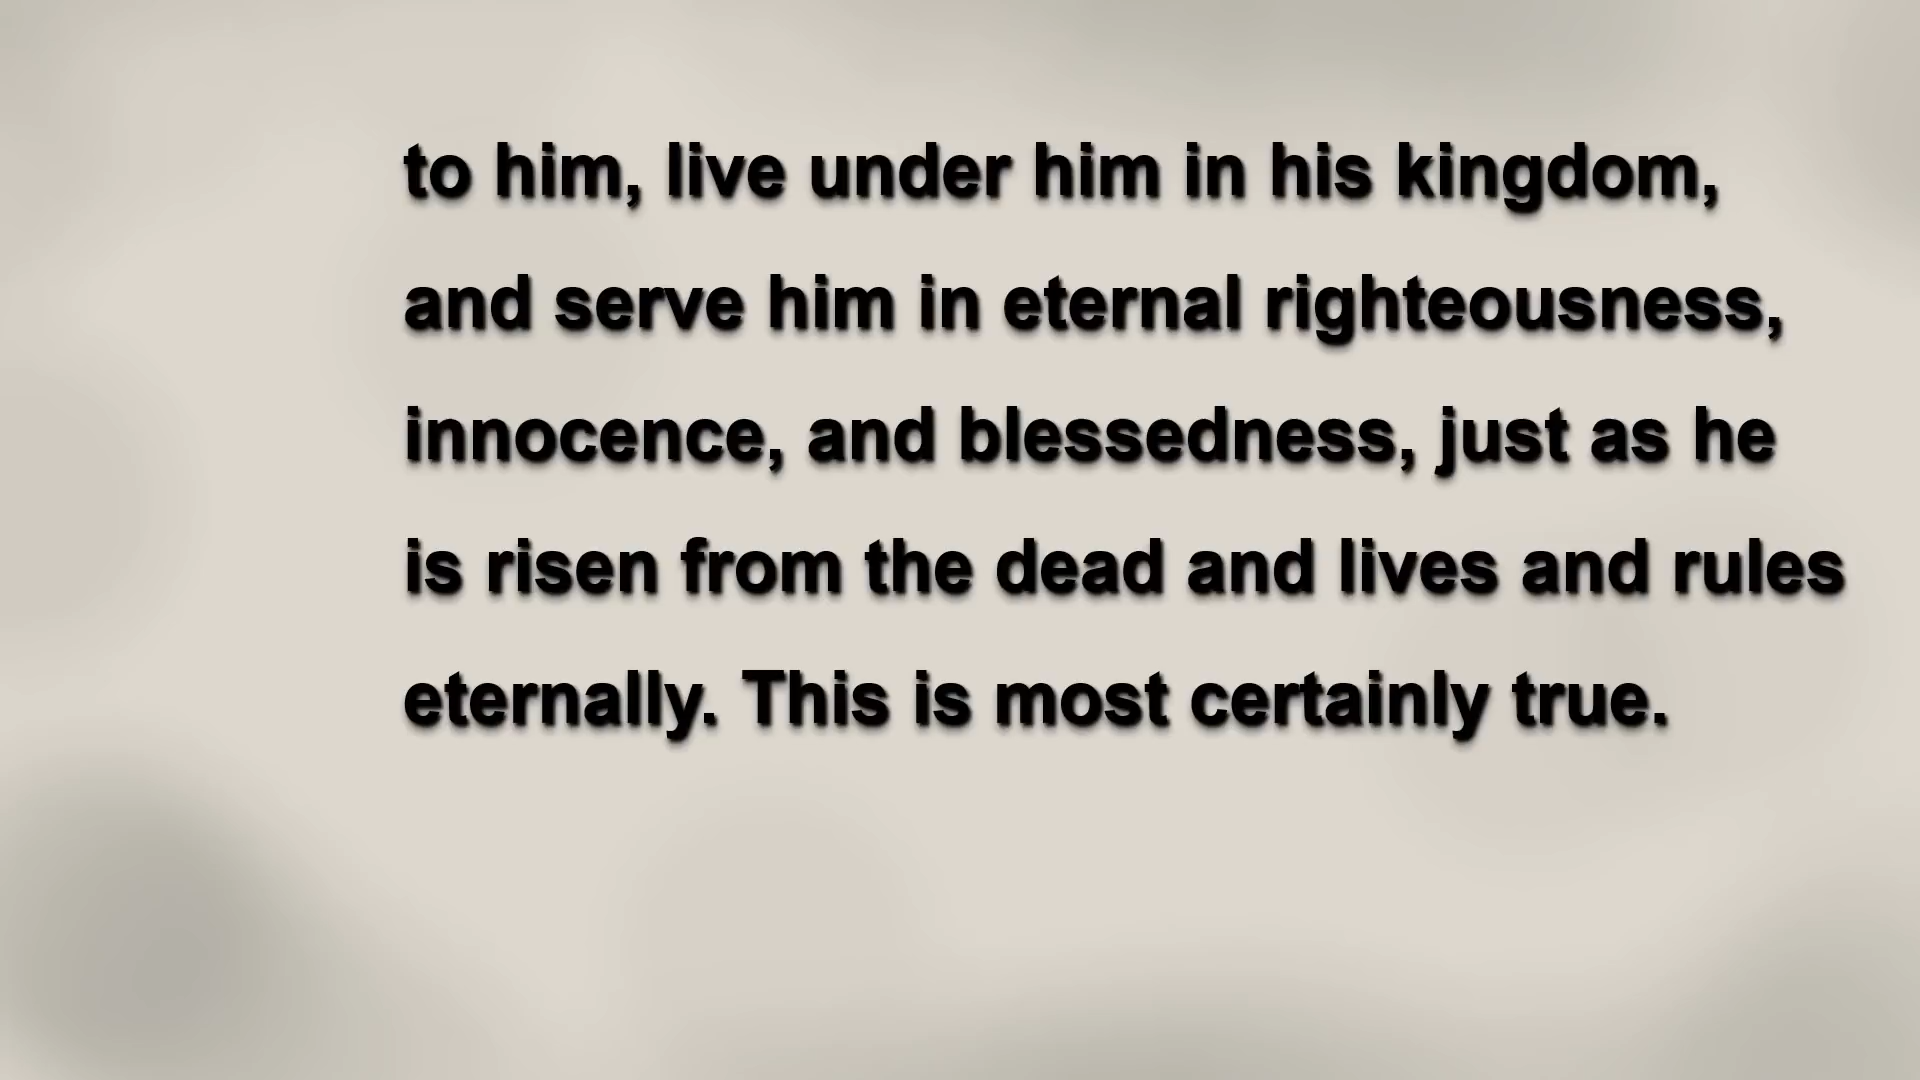 to him, live under him in his kingdom,
and serve him in eternal righteousness,
innocence, and blessedness, just as he
is risen from the dead and lives and rules
eternally. This is most certainly true.